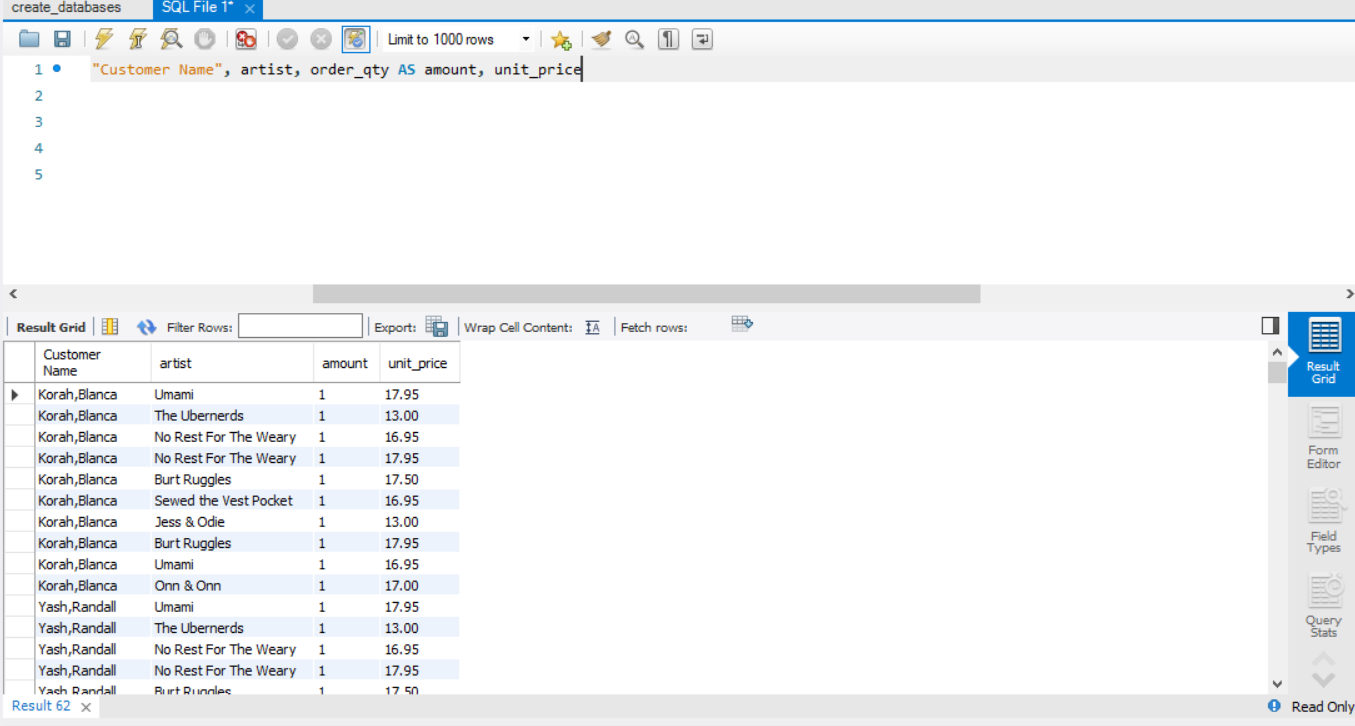 create_databases SQL File 1* ×
Limit to 1000 rows
1 "Customer Name", artist, order_qty AS amount, unit_price
2
3
4
5
Result Grid Filter Rows: Export: Wrap Cell Content: Fetch rows:
Customer Name artist amount unit_price
Korah,Blanca Umami 1 17.95
Korah,Blanca The Ubernerds 1 13.00
Korah,Blanca No Rest For The Weary 1 16.95
Korah,Blanca No Rest For The Weary 1 17.95
Korah,Blanca Burt Ruggles 1 17.50
Korah,Blanca Sewed the Vest Pocket 1 16.95
Korah,Blanca Jess & Odie 1 13.00
Korah,Blanca Burt Ruggles 1 17.95
Korah,Blanca Umami 1 16.95
Korah,Blanca Onn & Onn 1 17.00
Yash,Randall Umami 1 17.95
Yash,Randall The Ubernerds 1 13.00
Yash,Randall No Rest For The Weary 1 16.95
Yash,Randall No Rest For The Weary 1 17.95
Yash,Randall Burt Ruggles 1 17.50
Result
Grid
Form
Editor
Field
Types
Query
Stats
Result 62 × Read Only